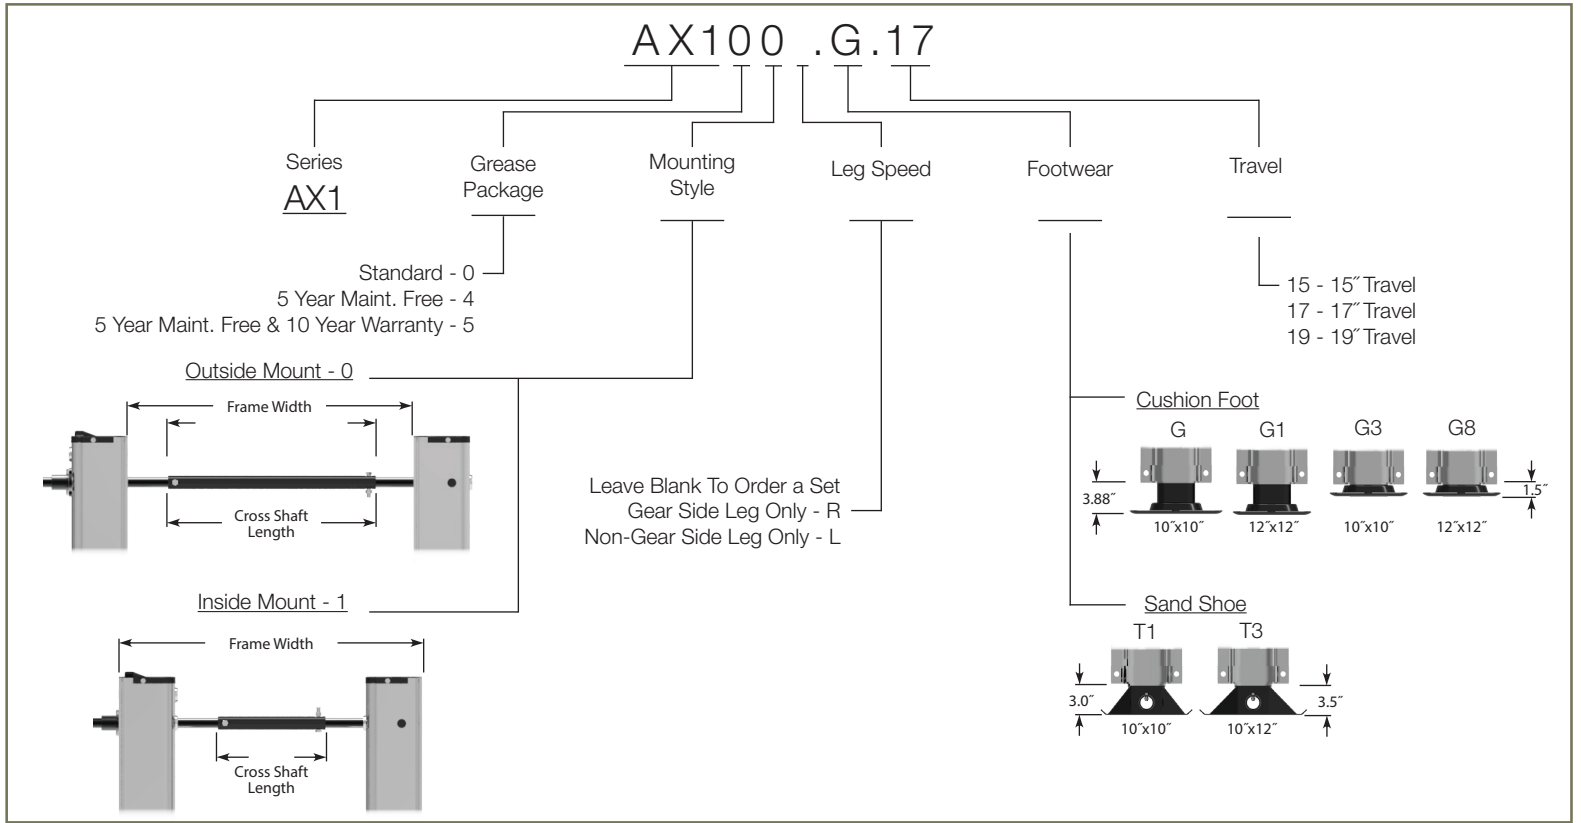 AX100 .G.17
Series
AX1
Grease
Package
Mounting
Style
Leg Speed
Footwear
Travel
Standard - 0
5 Year Maint. Free - 4
5 Year Maint. Free & 10 Year Warranty - 5
15 - 15˝ Travel
17 - 17˝ Travel
19 - 19˝ Travel
Outside Mount - 0
Frame Width
Cross Shaft
Length
Leave Blank To Order a Set
Gear Side Leg Only - R
Non-Gear Side Leg Only - L
Cushion Foot
G
G1
G3
G8
3.88˝
1.5˝
10˝x10˝
12˝x12˝
10˝x10˝
12˝x12˝
Inside Mount - 1
Frame Width
Cross Shaft
Length
Sand Shoe
T1
T3
3.0˝
3.5˝
10˝x10˝
10˝x12˝